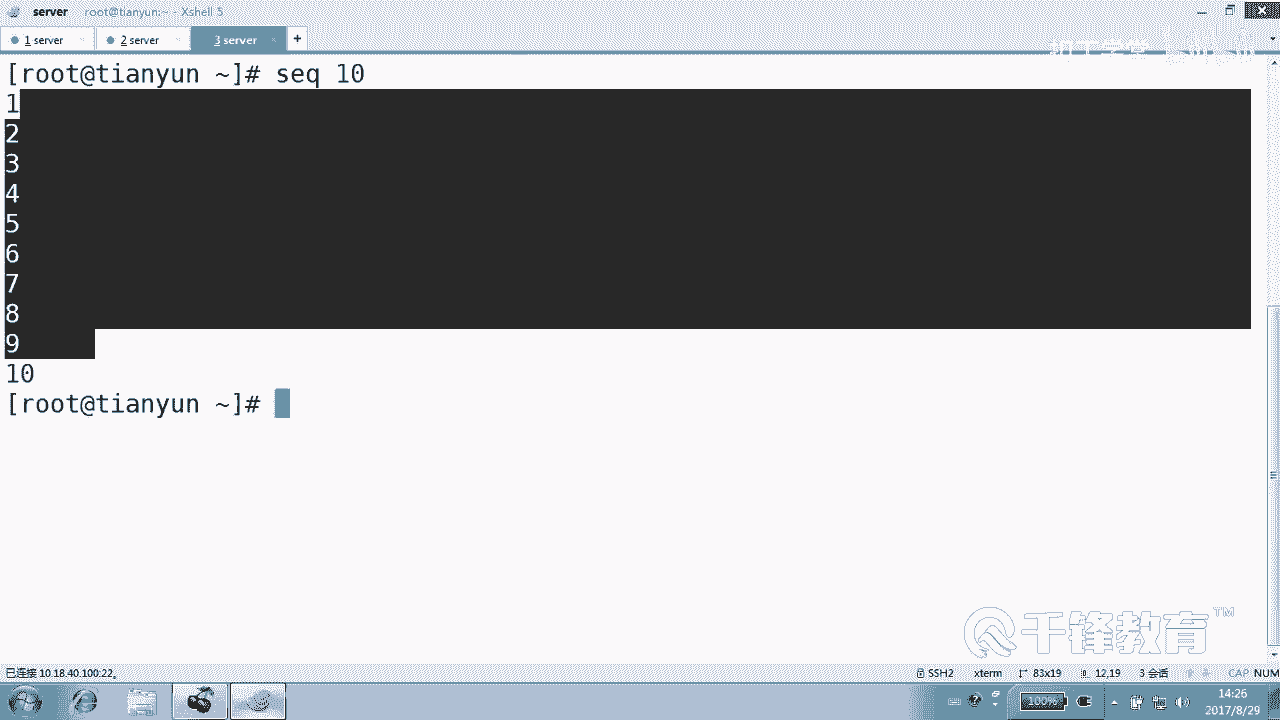 server root@tianyun:~ - Xshell 5
1 server
2 server
3 server
+
[root@tianyun ~]# seq 10
1
2
3
4
5
6
7
8
9
10
[root@tianyun ~]#
千锋教育™
已连接 10.18.40.100:22。
SSH2 xterm 83x19 12,19 3 会话 CAP NUM
100% 14:26
2017/8/29